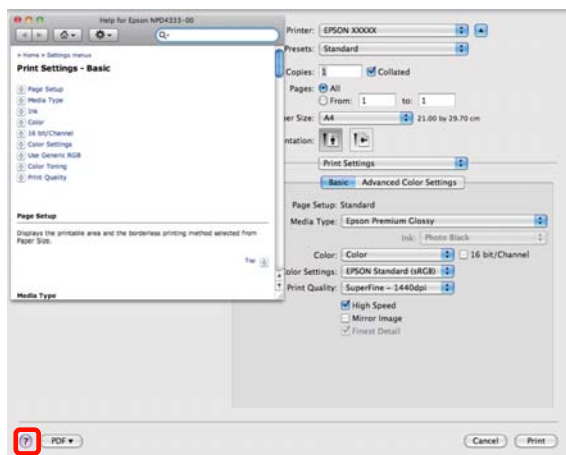 Help for Epson NPD4333-00
Home > Settings menus
Print Settings - Basic
Page Setup
Media Type
Ink
Color
16 bit/Channel
Color Settings
Use Generic RGB
Color Toning
Print Quality
Page Setup
Displays the printable area and the borderless printing method selected from
Paper Size.
Top
Media Type
Printer: EPSON XXXXX
Presets: Standard
Copies: 1 Collated
Pages: All
From: 1 to: 1
er Size: A4 21.00 by 29.70 cm
ntation:
Print Settings
Basic Advanced Color Settings
Page Setup: Standard
Media Type: Epson Premium Glossy
Ink: Photo Black
Color: Color 16 bit/Channel
Color Settings: EPSON Standard (sRGB)
Print Quality: SuperFine - 1440dpi
High Speed
Mirror Image
Finest Detail
? PDF Cancel Print